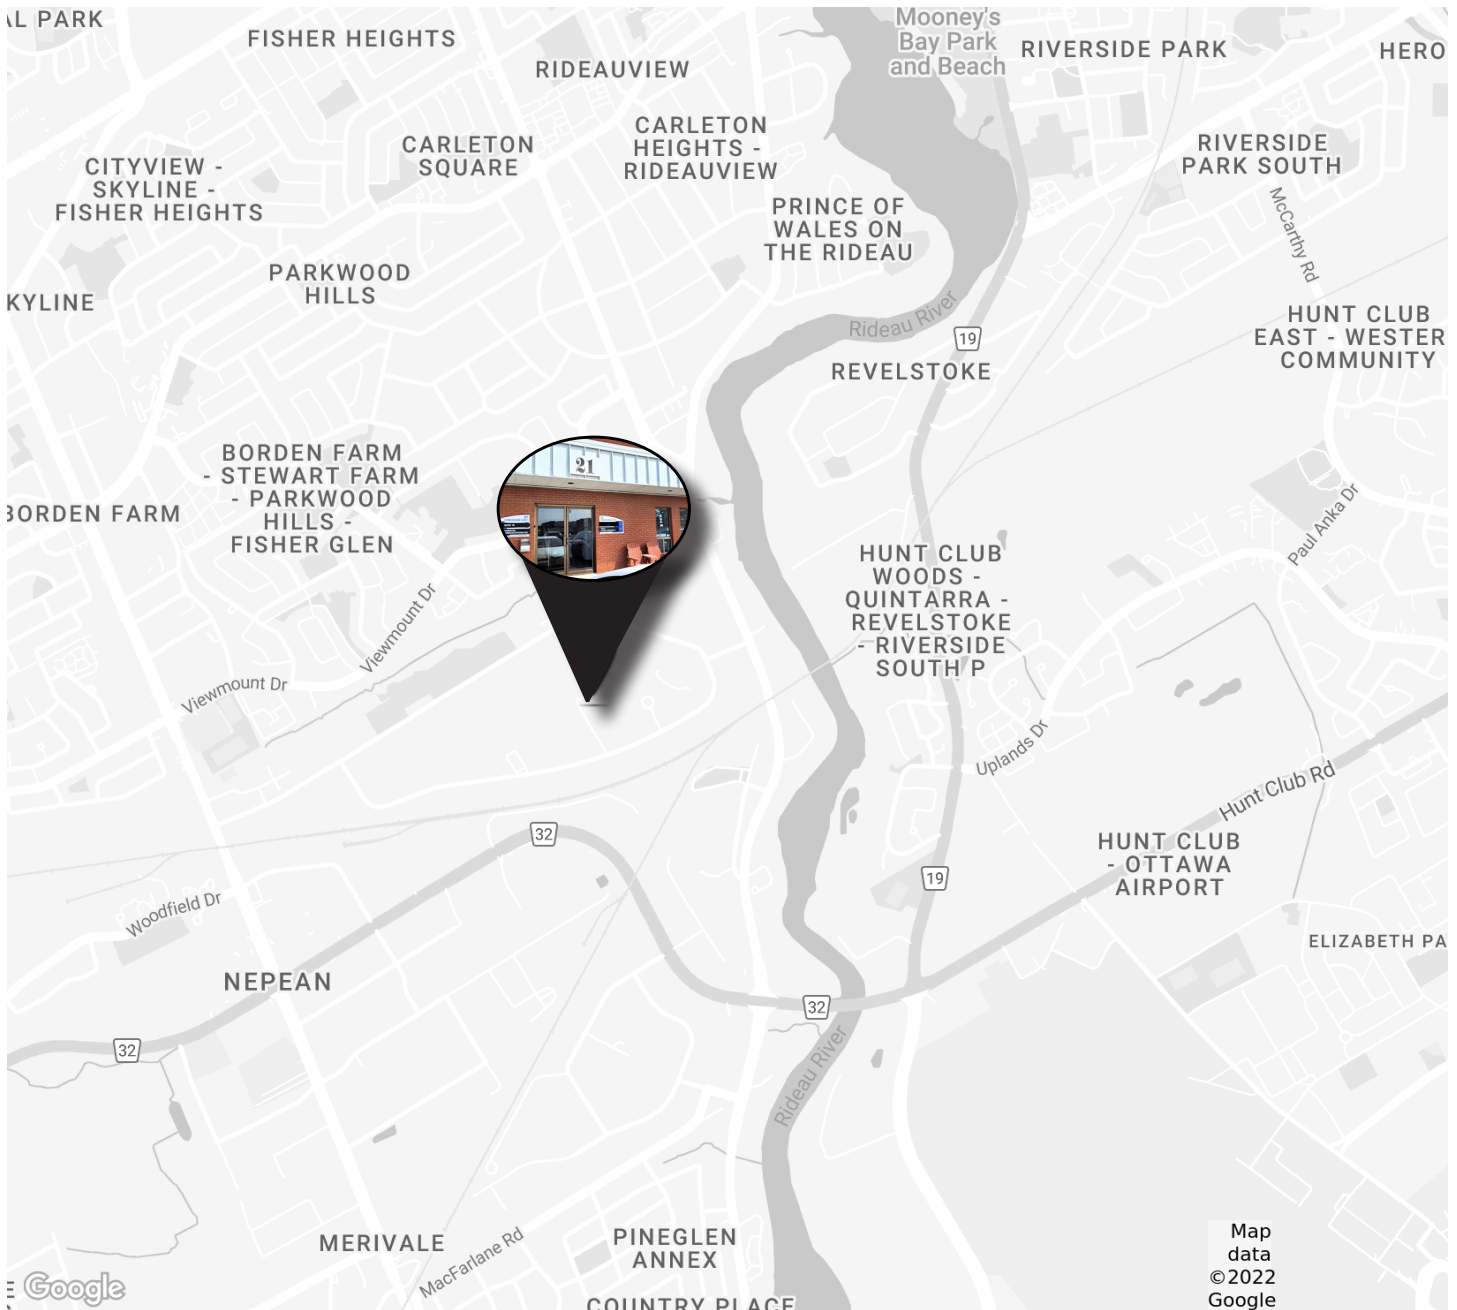 AL PARK
FISHER HEIGHTS
RIDEAUVIEW
Mooney's
Bay Park
and Beach
RIVERSIDE PARK
HERO
CITYVIEW -
SKYLINE -
FISHER HEIGHTS
CARLETON
SQUARE
CARLETON
HEIGHTS -
RIDEAUVIEW
RIVERSIDE
PARK SOUTH
PRINCE OF
WALES ON
THE RIDEAU
McCarthy Rd
KYLINE
PARKWOOD
HILLS
Rideau River
19
REVELSTOKE
HUNT CLUB
EAST - WESTER
COMMUNITY
BORDEN FARM
BORDEN FARM
- STEWART FARM
- PARKWOOD
HILLS -
FISHER GLEN
21
Paul Anka Dr
HUNT CLUB
WOODS -
QUINTARRA -
REVELSTOKE
- RIVERSIDE
SOUTH P
Viewmount Dr
Viewmount Dr
Uplands Dr
Hunt Club Rd
32
HUNT CLUB
- OTTAWA
AIRPORT
19
Woodfield Dr
ELIZABETH PA
NEPEAN
32
32
Rideau River
MERIVALE
MacFarlane Rd
PINEGLEN
ANNEX
COUNTRY PLACE
Google
Map
data
©2022
Google